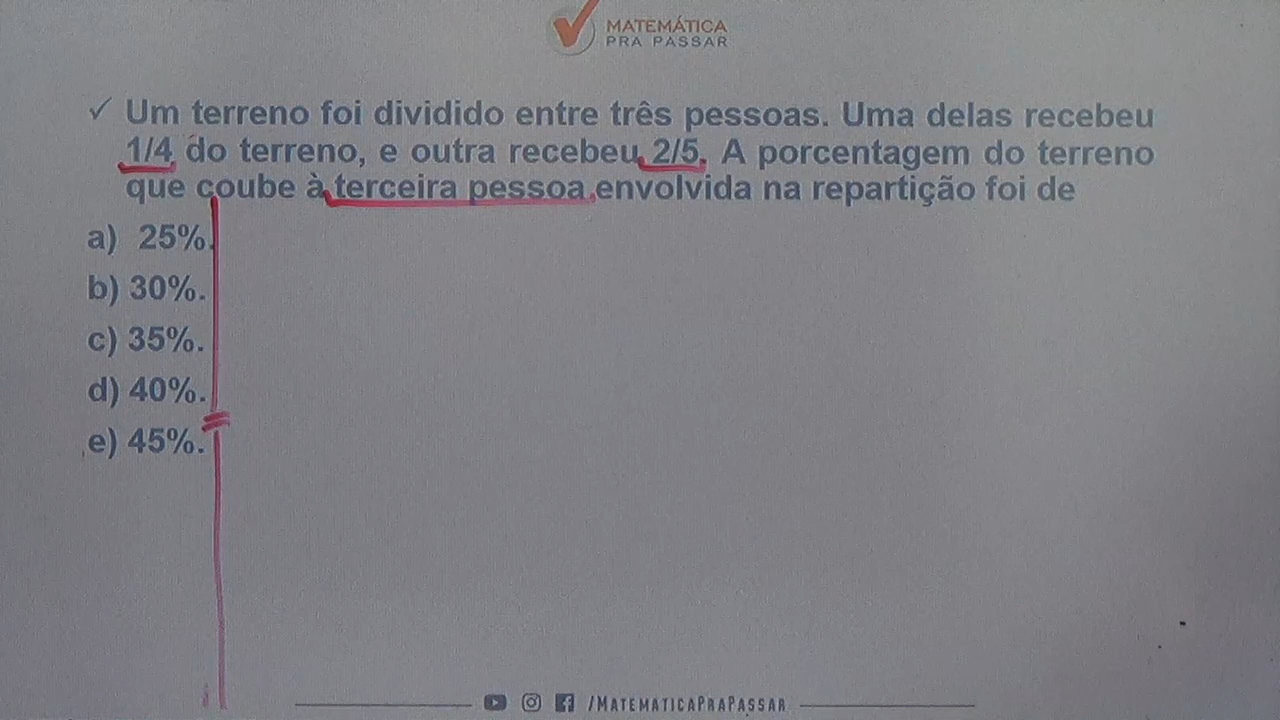 MATEMÁTICA
PRA PASSAR
✓ Um terreno foi dividido entre três pessoas. Uma delas recebeu
1/4 do terreno, e outra recebeu 2/5. A porcentagem do terreno
que coube à terceira pessoa envolvida na repartição foi de
a) 25%.
b) 30%.
c) 35%.
d) 40%.
e) 45%.
/MATEMATICAPRAPASSAR